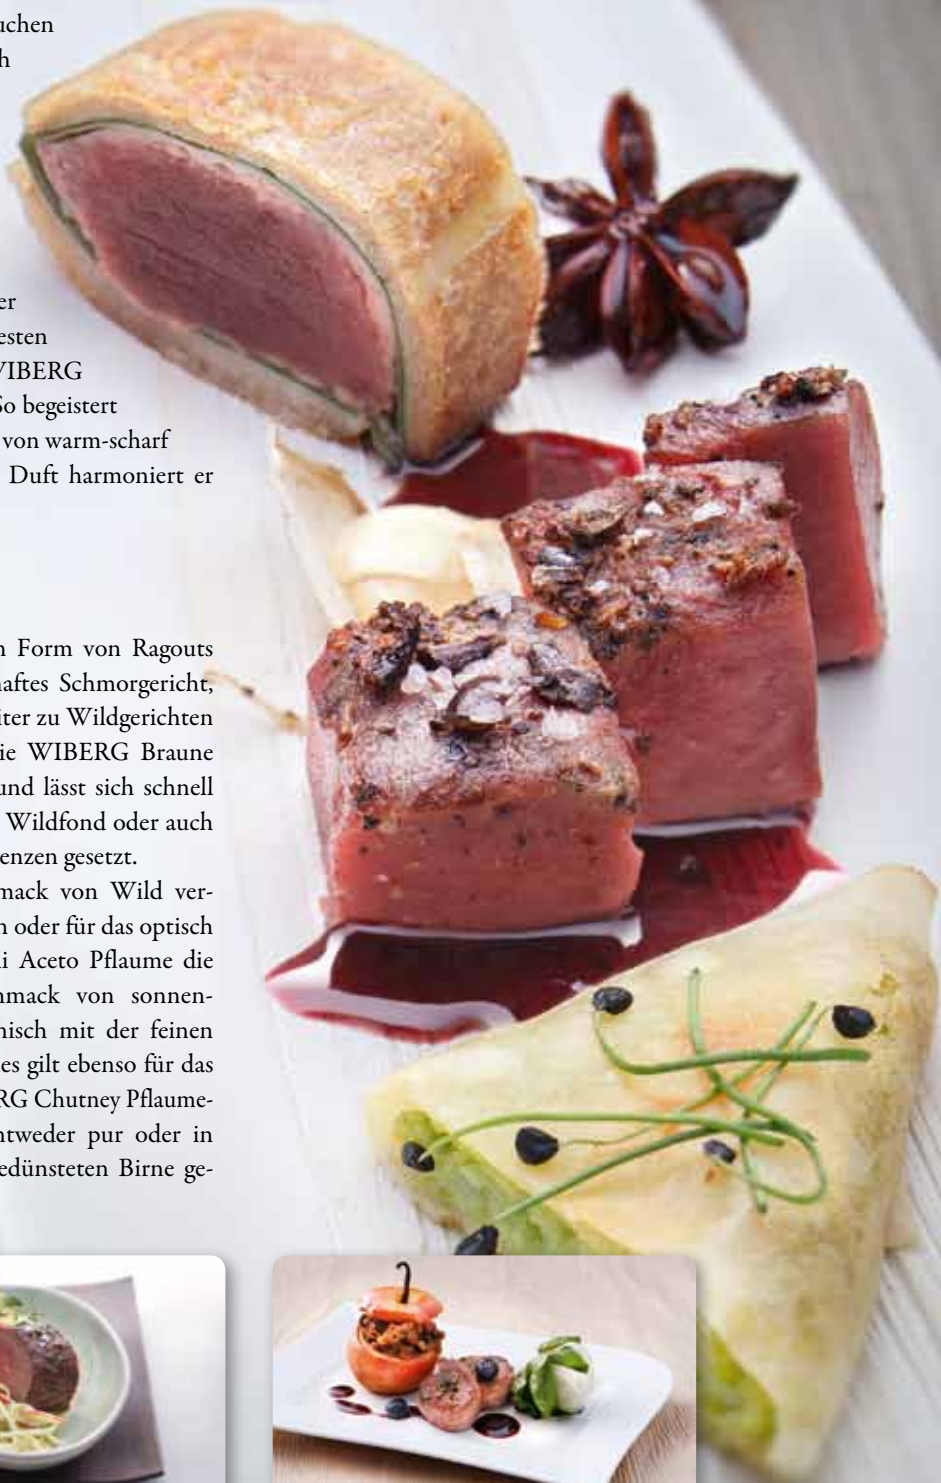 uchen
h
er
esten
WIBERG
So begeistert
von warm-scharf
Duft harmoniert er
n Form von Ragouts
haftes Schmorgericht,
iter zu Wildgerichten
ie WIBERG Braune
und lässt sich schnell
Wildfond oder auch
enzen gesetzt.
mack von Wild ver-
n oder für das optisch
i Aceto Pflaume die
hmack von sonnen-
nisch mit der feinen
es gilt ebenso für das
RG Chutney Pflaume-
ntweder pur oder in
edünsteten Birne ge-